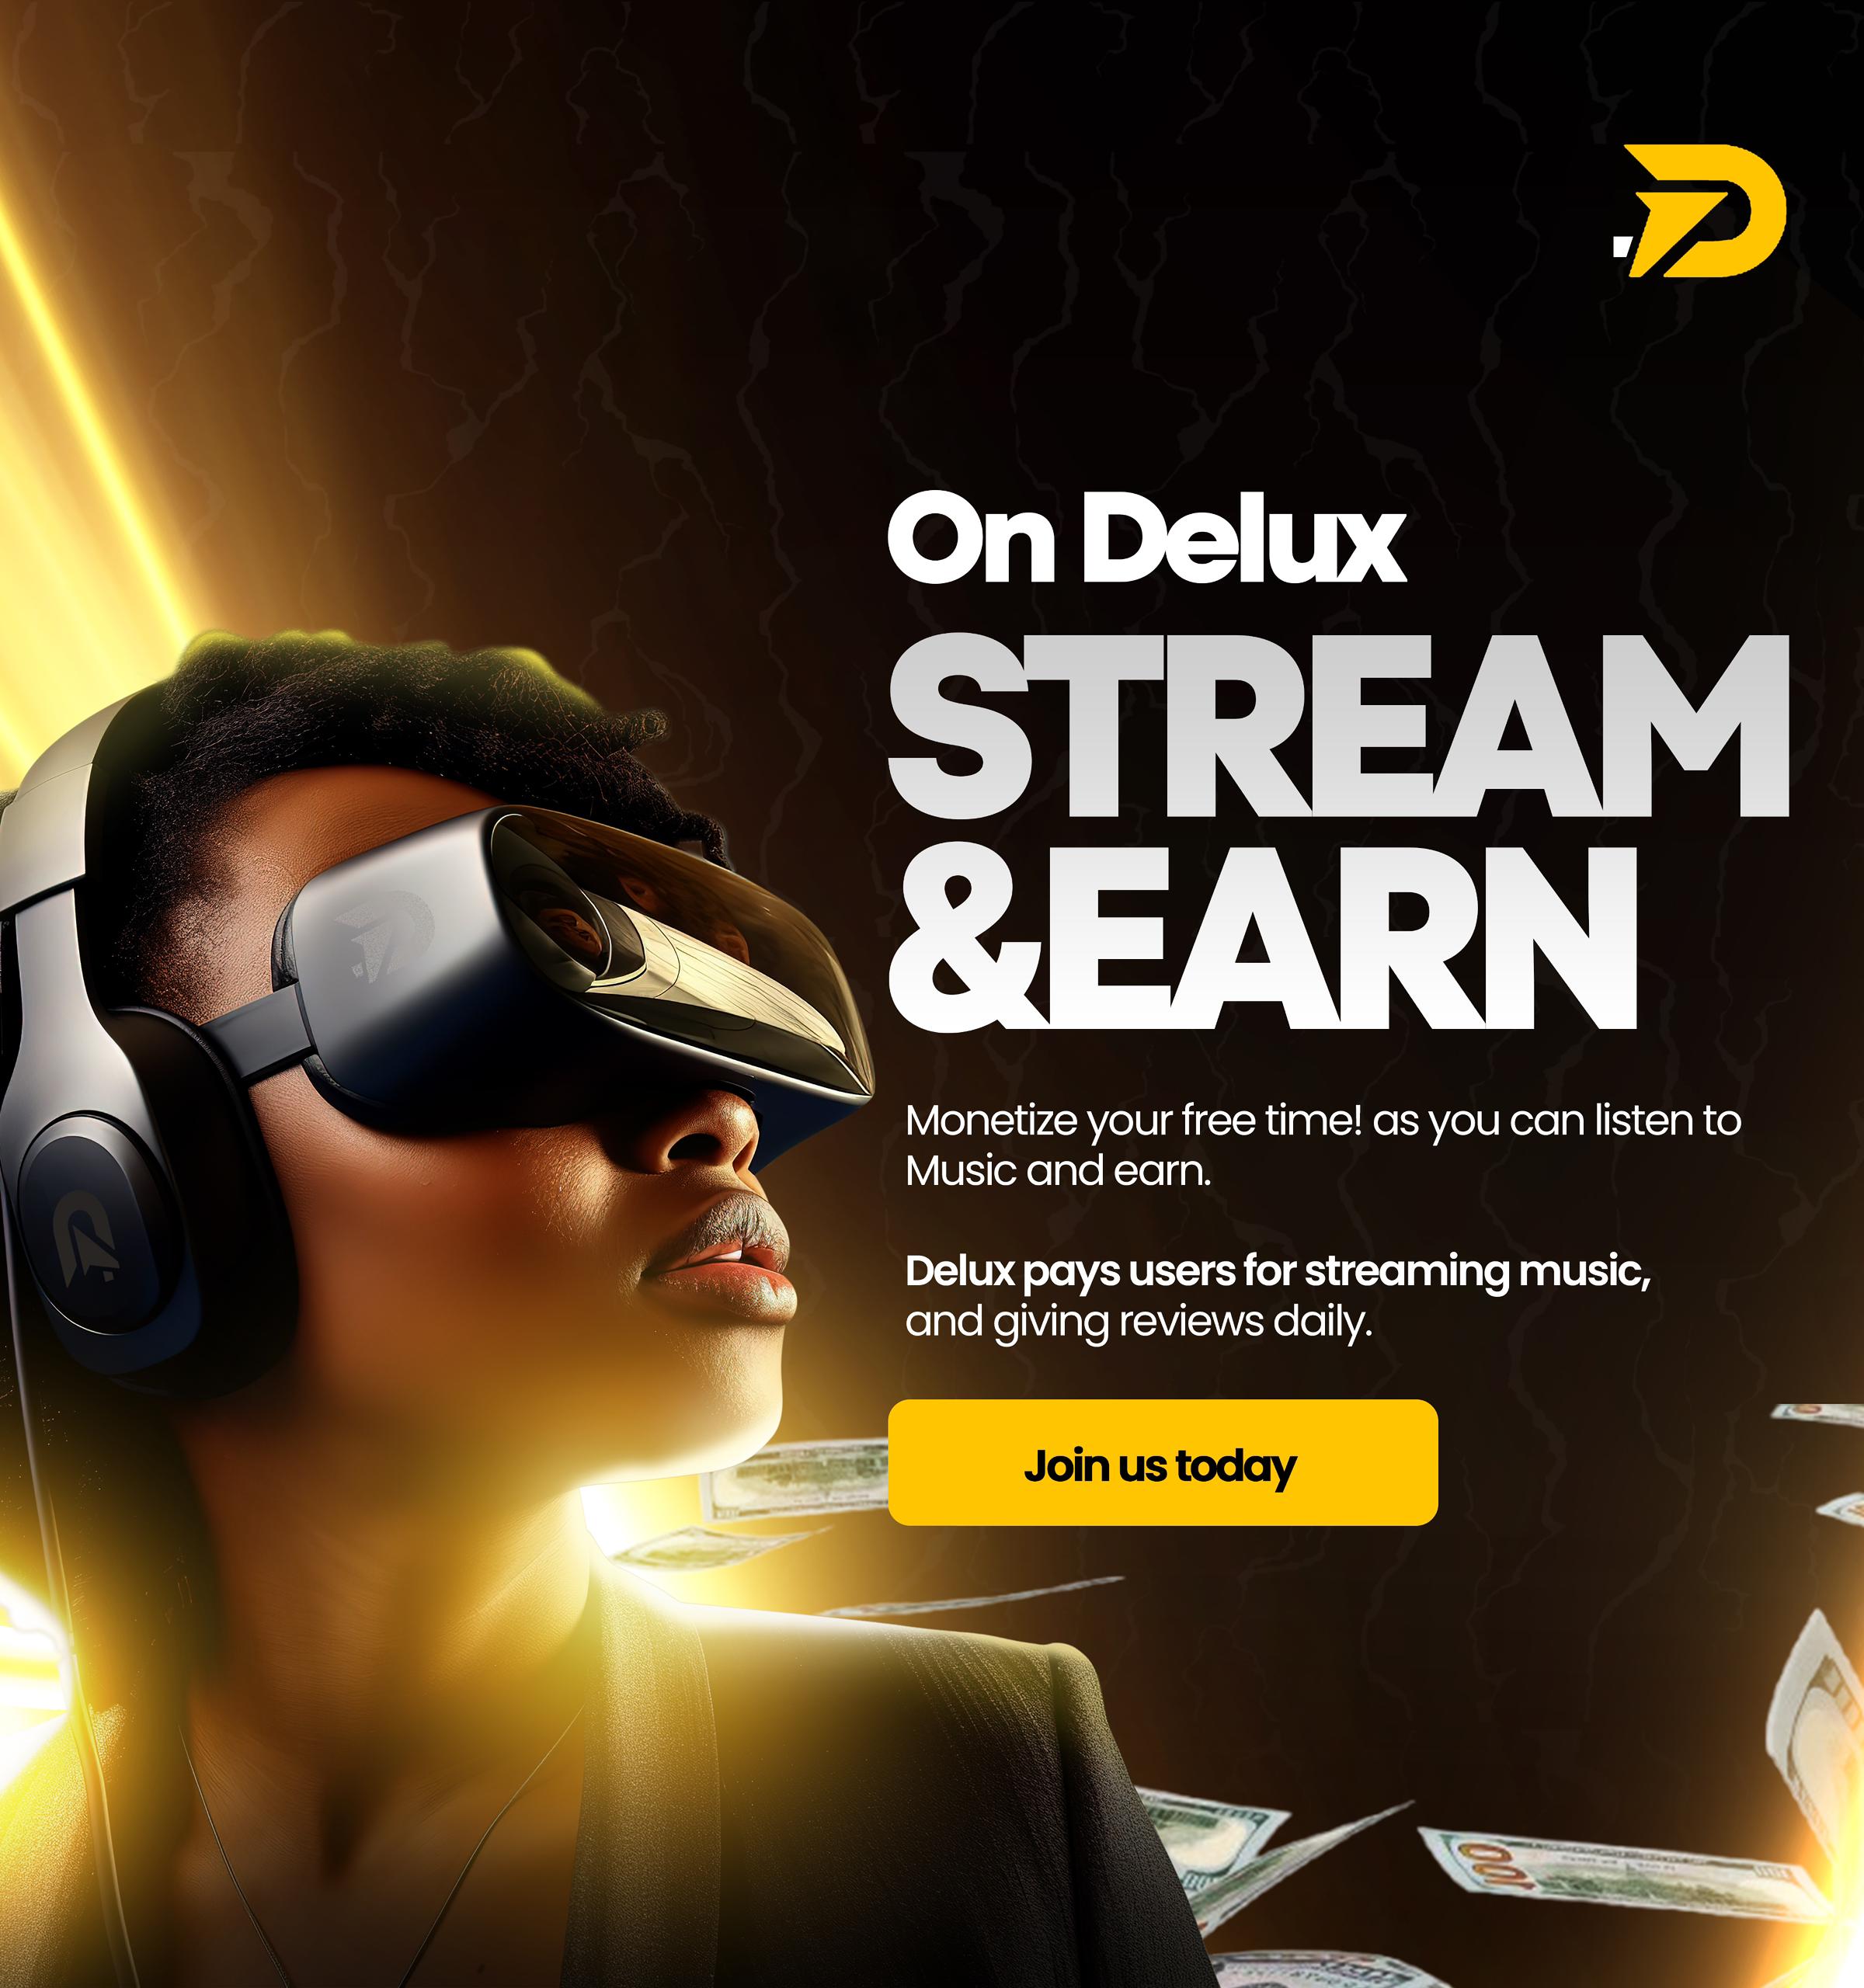 On Delux
STREAM
&EARN
Monetize your free time! as you can listen to
Music and earn.
Delux pays users for streaming music,
and giving reviews daily.
Join us today